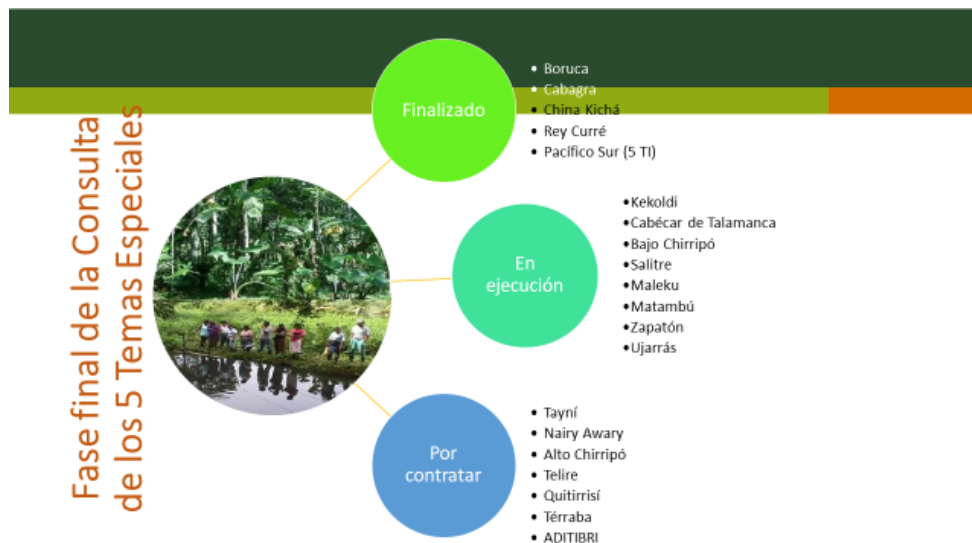 Fase final de la Consulta
de los 5 Temas Especiales
Finalizado
• Boruca
• Cabagra
• China Kichá
• Rey Curré
• Pacífico Sur (5 TI)
En
ejecución
•Kekoldi
•Cabécar de Talamanca
•Bajo Chirripó
•Salitre
•Maleku
•Matambú
•Zapatón
•Ujarrás
Por
contratar
• Tayní
• Nairy Awary
• Alto Chirripó
• Telire
• Quitirrisí
• Térraba
• ADITIBRI